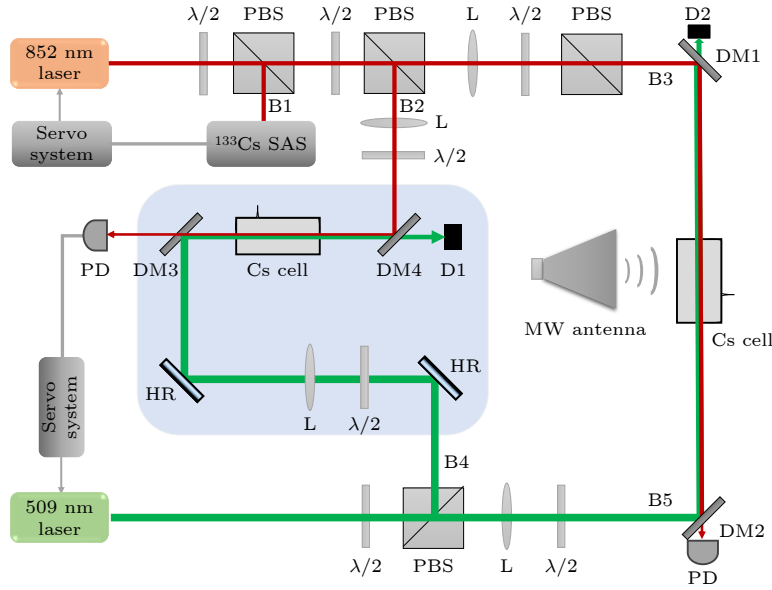 λ/2
PBS
λ/2
PBS
L
λ/2
PBS
D2
852 nm
laser
DM1
B1
B2
B3
L
Servo
system
¹³³Cs SAS
λ/2
PD
DM3
Cs cell
DM4
D1
MW antenna
Cs cell
Servo
system
HR
HR
L
λ/2
B4
509 nm
laser
B5
DM2
λ/2
PBS
L
λ/2
PD